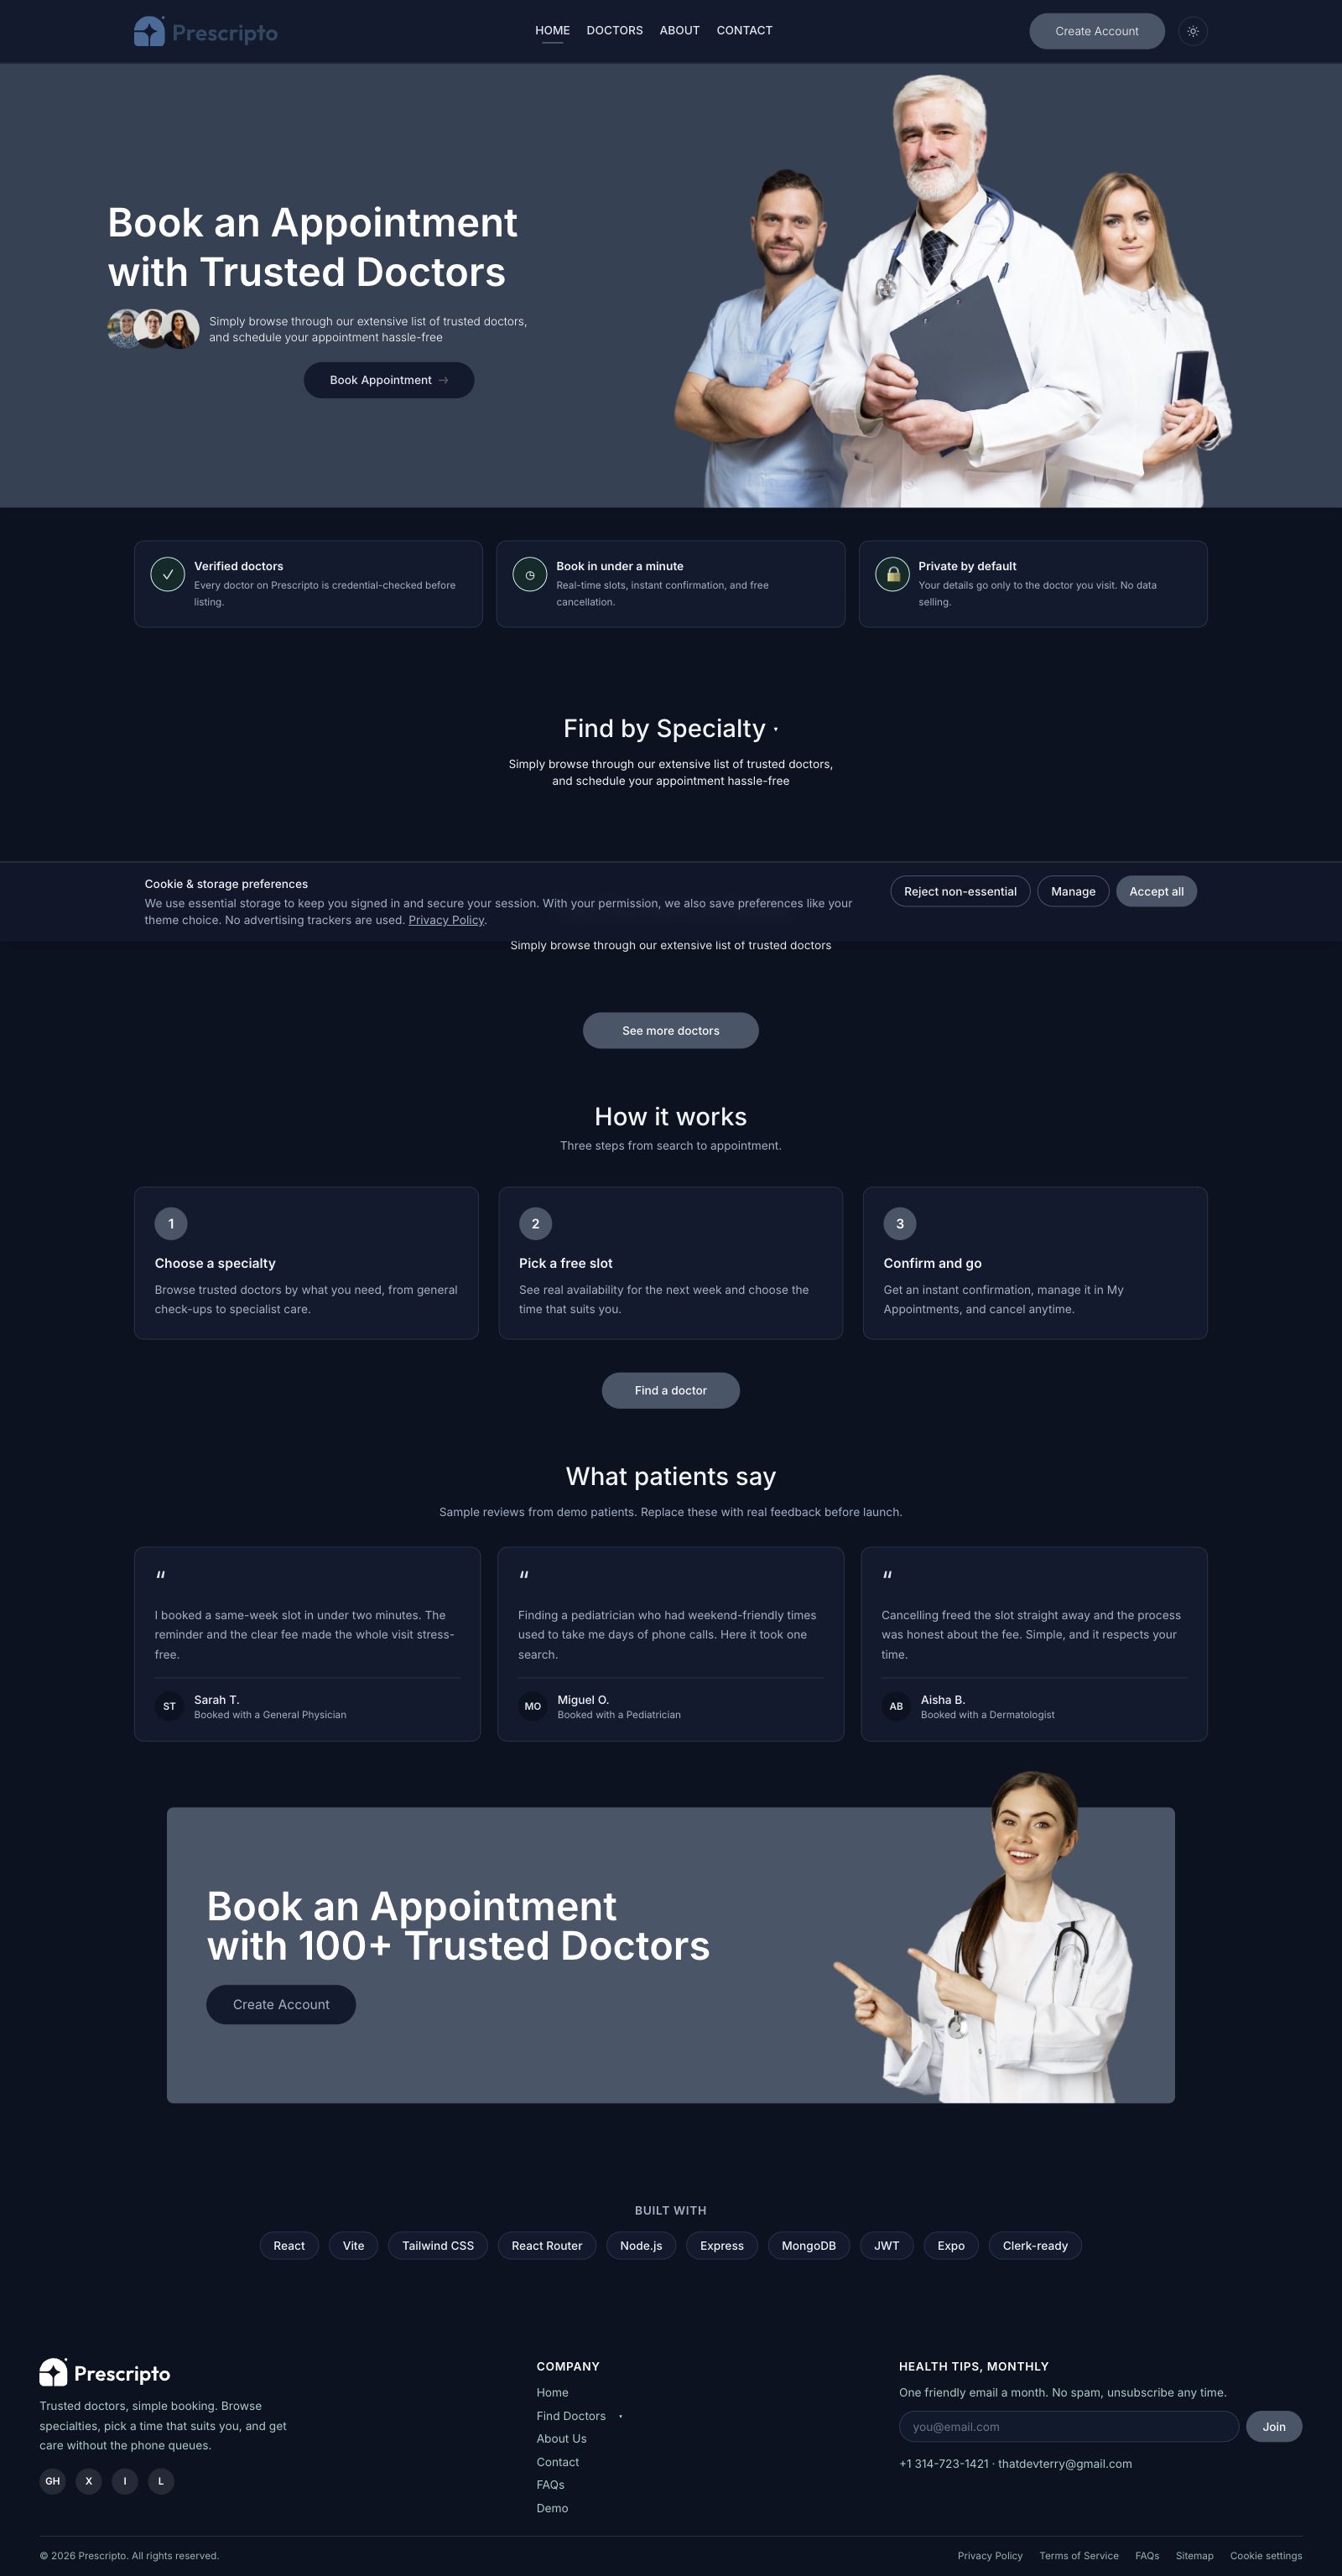 Prescripto
HOME DOCTORS ABOUT CONTACT
Create Account
Book an Appointment
with Trusted Doctors
Simply browse through our extensive list of trusted doctors,
and schedule your appointment hassle-free
Book Appointment →
Verified doctors
Every doctor on Prescripto is credential-checked before
listing.
Book in under a minute
Real-time slots, instant confirmation, and free
cancellation.
Private by default
Your details go only to the doctor you visit. No data
selling.
Find by Specialty
Simply browse through our extensive list of trusted doctors,
and schedule your appointment hassle-free
Cookie & storage preferences
We use essential storage to keep you signed in and secure your session. With your permission, we also save preferences like your
theme choice. No advertising trackers are used. Privacy Policy.
Reject non-essential
Manage
Accept all
Simply browse through our extensive list of trusted doctors
See more doctors
How it works
Three steps from search to appointment.
1
Choose a specialty
Browse trusted doctors by what you need, from general
check-ups to specialist care.
2
Pick a free slot
See real availability for the next week and choose the
time that suits you.
3
Confirm and go
Get an instant confirmation, manage it in My
Appointments, and cancel anytime.
Find a doctor
What patients say
Sample reviews from demo patients. Replace these with real feedback before launch.
“
I booked a same-week slot in under two minutes. The
reminder and the clear fee made the whole visit stress-
free.
ST
Sarah T.
Booked with a General Physician
“
Finding a pediatrician who had weekend-friendly times
used to take me days of phone calls. Here it took one
search.
MO
Miguel O.
Booked with a Pediatrician
“
Cancelling freed the slot straight away and the process
was honest about the fee. Simple, and it respects your
time.
AB
Aisha B.
Booked with a Dermatologist
Book an Appointment
with 100+ Trusted Doctors
Create Account
BUILT WITH
React Vite Tailwind CSS React Router Node.js Express MongoDB JWT Expo Clerk-ready
Prescripto
Trusted doctors, simple booking. Browse
specialties, pick a time that suits you, and get
care without the phone queues.
GH X I L
COMPANY
Home
Find Doctors
About Us
Contact
FAQs
Demo
HEALTH TIPS, MONTHLY
One friendly email a month. No spam, unsubscribe any time.
you@email.com
Join
+1 314-723-1421 · thatdevterry@gmail.com
© 2026 Prescripto. All rights reserved.
Privacy Policy Terms of Service FAQs Sitemap Cookie settings